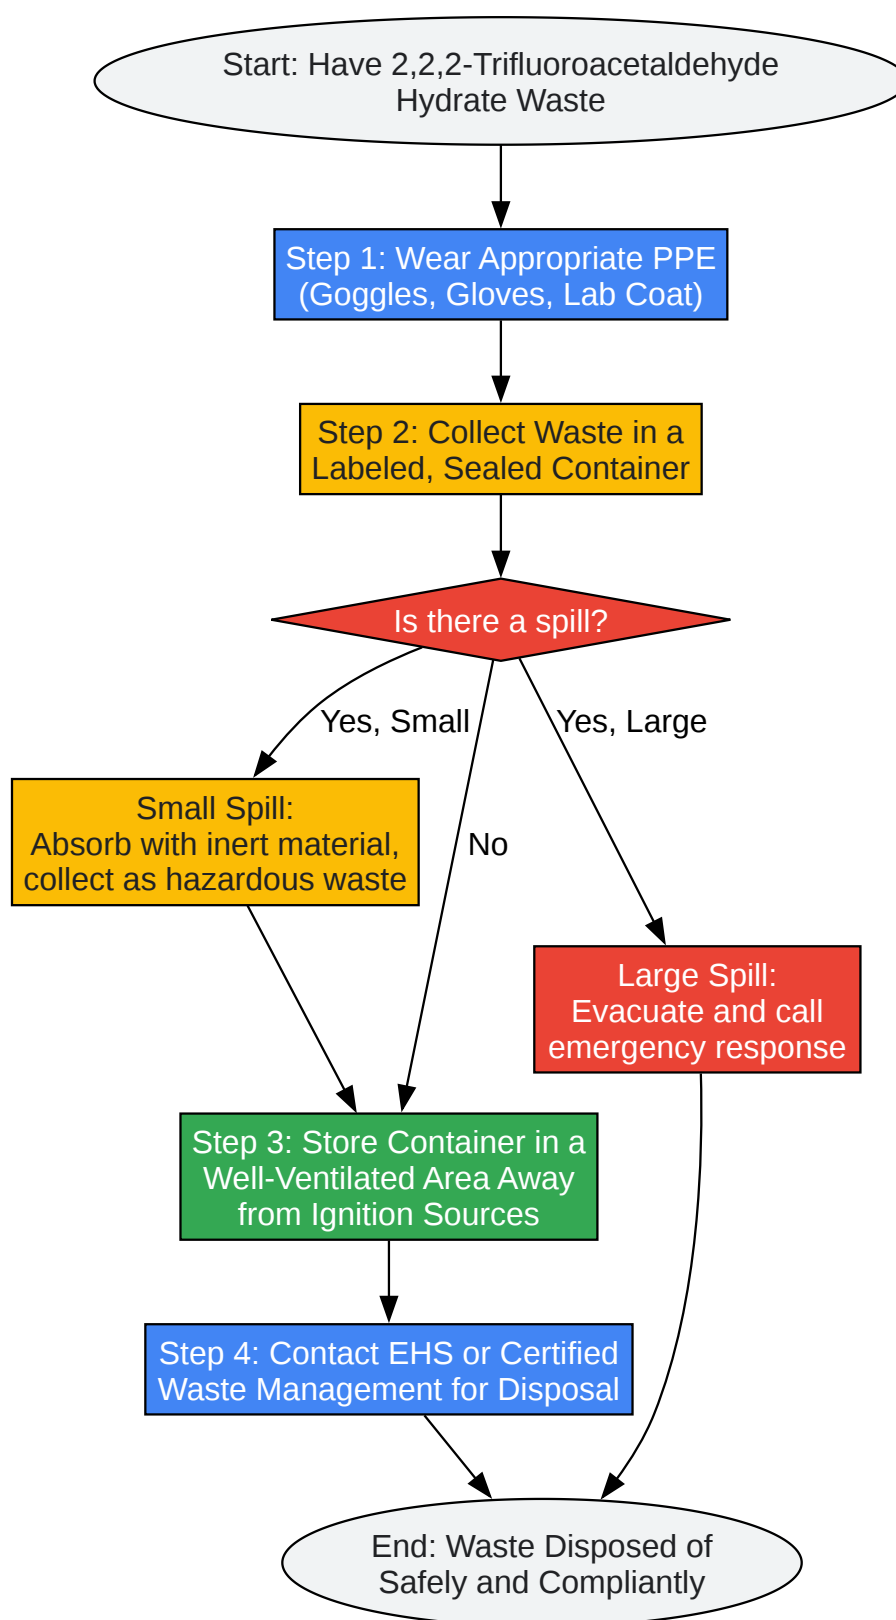 Start: Have 2,2,2-Trifluoroacetaldehyde
Hydrate Waste
Step 1: Wear Appropriate PPE
(Goggles, Gloves, Lab Coat)
Step 2: Collect Waste in a
Labeled, Sealed Container
Is there a spill?
Yes, Small
Yes, Large
Small Spill:
Absorb with inert material,
collect as hazardous waste
No
Large Spill:
Evacuate and call
emergency response
Step 3: Store Container in a
Well-Ventilated Area Away
from Ignition Sources
Step 4: Contact EHS or Certified
Waste Management for Disposal
End: Waste Disposed of
Safely and Compliantly